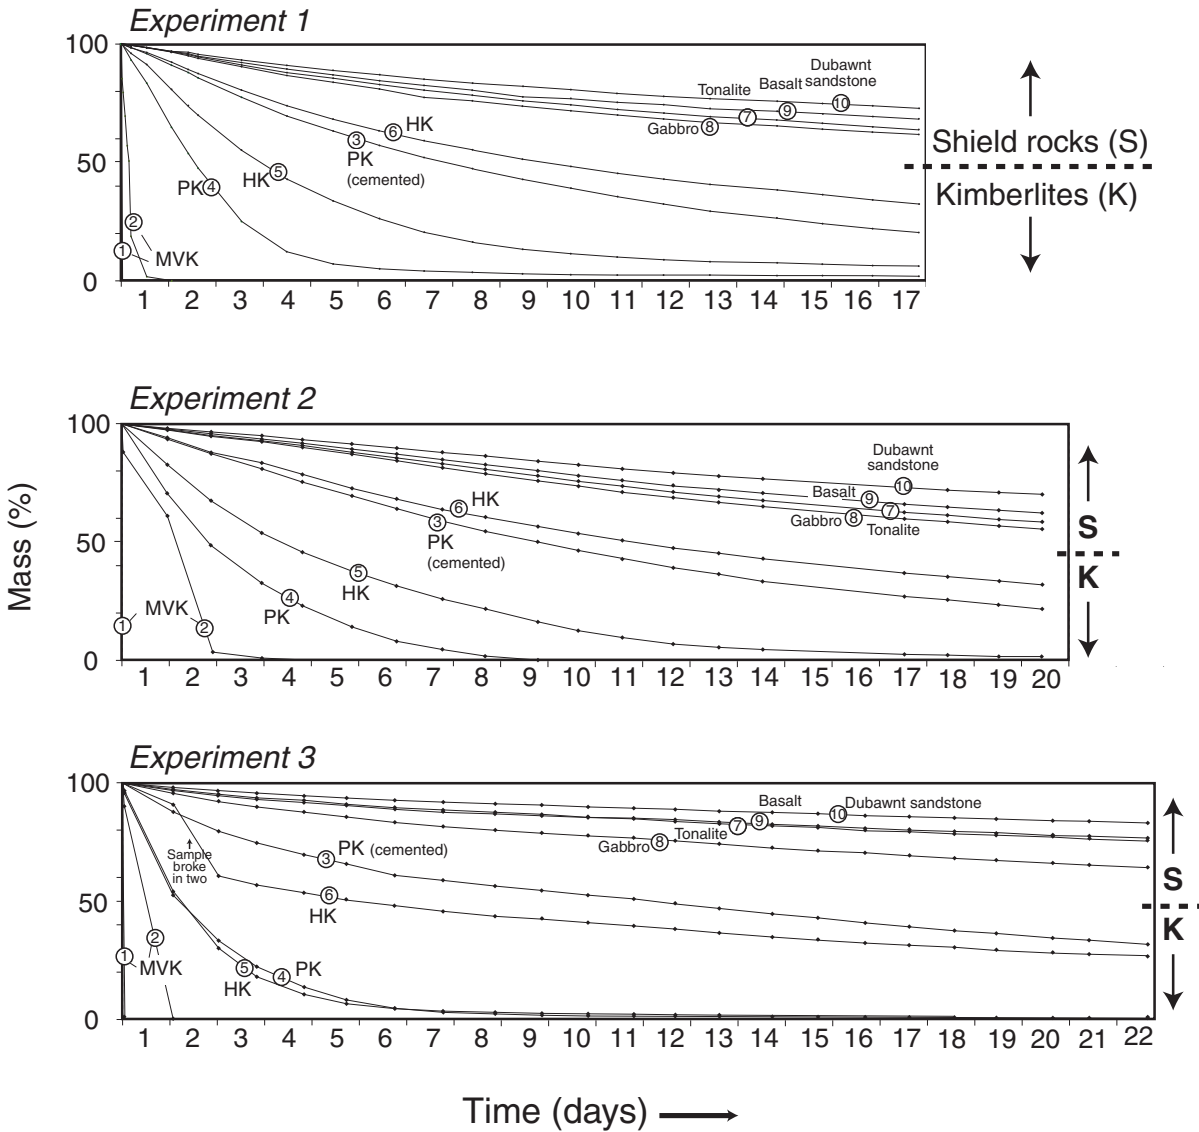 Experiment 1
100
50
0
Dubawnt
sandstone
Tonalite
Basalt
10
9
7
Gabbro 8
6 HK
3
PK
(cemented)
HK 5
PK 4
2
1
MVK
1 2 3 4 5 6 7 8 9 10 11 12 13 14 15 16 17
Shield rocks (S)
Kimberlites (K)
Experiment 2
100
50
0
Mass (%)
Dubawnt
sandstone
10
Basalt 9
7
Gabbro 8
Tonalite
6 HK
3
PK
(cemented)
5
HK
4
PK
MVK
1
2
1 2 3 4 5 6 7 8 9 10 11 12 13 14 15 16 17 18 19 20
S
K
Experiment 3
100
50
0
Basalt
10 Dubawnt sandstone
9
Tonalite 7
Gabbro 8
PK (cemented)
3
Sample
broke
in two
6
HK
2
1
MVK
5
HK
4 PK
1 2 3 4 5 6 7 8 9 10 11 12 13 14 15 16 17 18 19 20 21 22
S
K
Time (days)